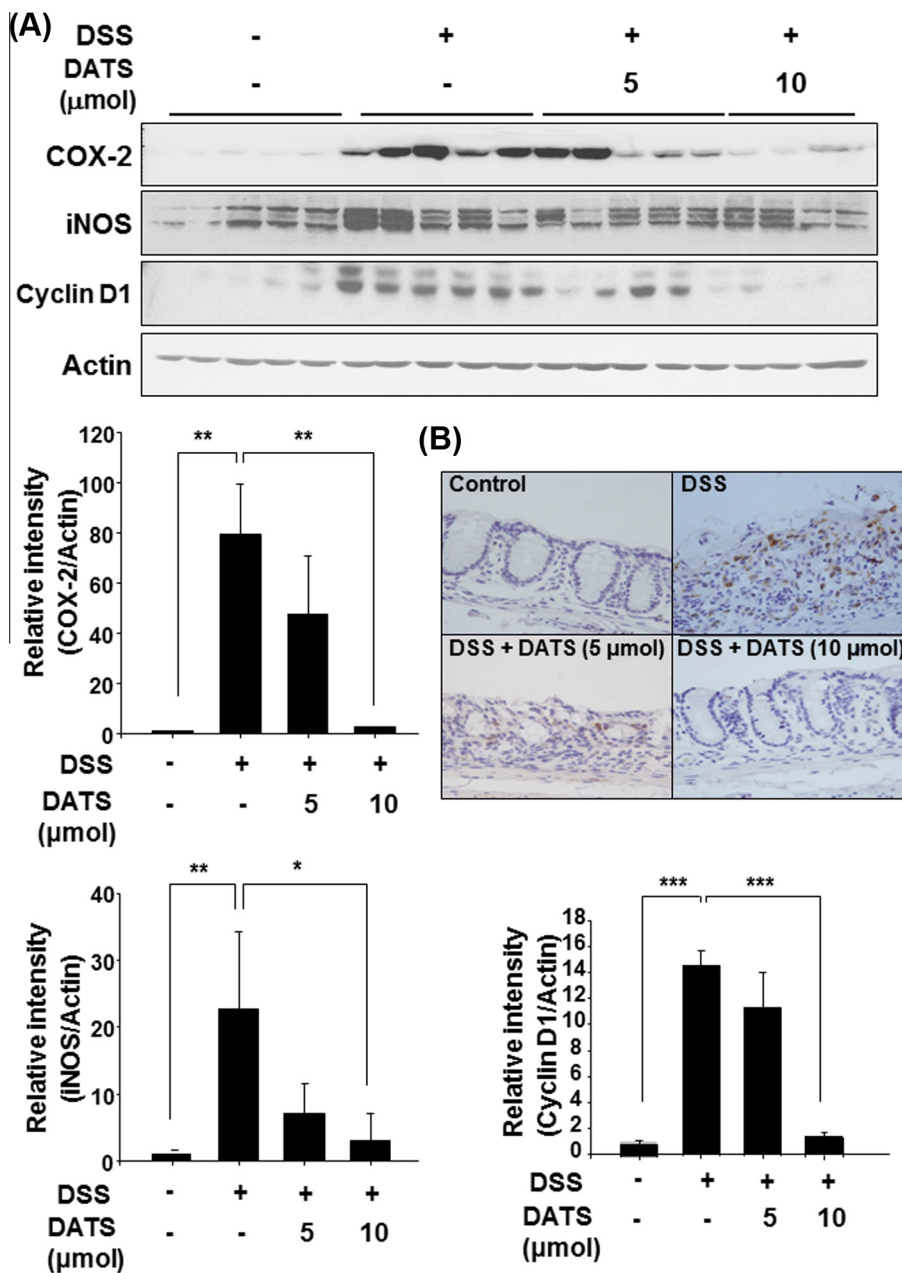 (A)
DSS - + + +
DATS (μmol) - - 5 10
COX-2
iNOS
Cyclin D1
Actin
Relative intensity
(COX-2/Actin)
120
100
80
60
40
20
0
** **
DSS - + + +
DATS (μmol) - - 5 10
(B)
Control
DSS
DSS + DATS (5 μmol)
DSS + DATS (10 μmol)
Relative intensity
(iNOS/Actin)
40
30
20
10
0
** *
DSS - + + +
DATS (μmol) - - 5 10
Relative intensity
(Cyclin D1/Actin)
18
16
14
12
10
8
6
4
2
0
*** ***
DSS - + + +
DATS (μmol) - - 5 10